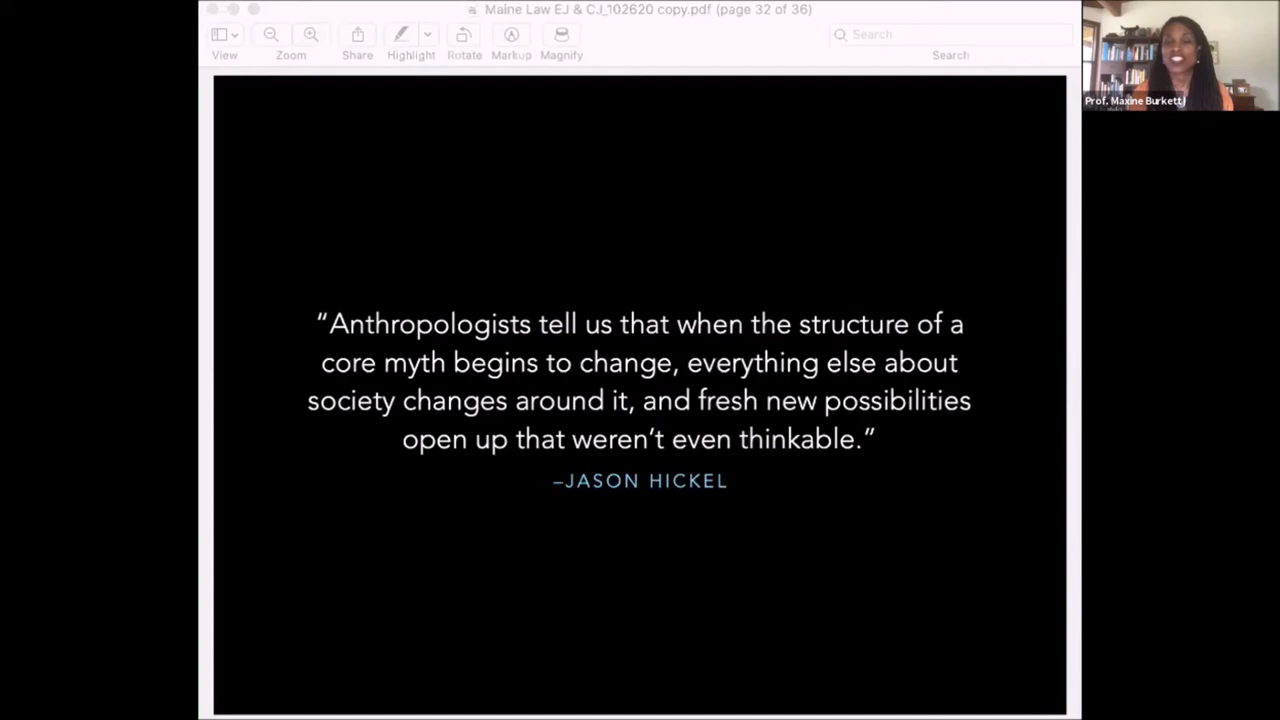 Maine Law EJ & CJ_102620 copy.pdf (page 32 of 36)
Search
View
Zoom
Share
Highlight
Rotate
Markup
Magnify
Search
Prof. Maxine Burkett
“Anthropologists tell us that when the structure of a
core myth begins to change, everything else about
society changes around it, and fresh new possibilities
open up that weren’t even thinkable.”
–JASON HICKEL